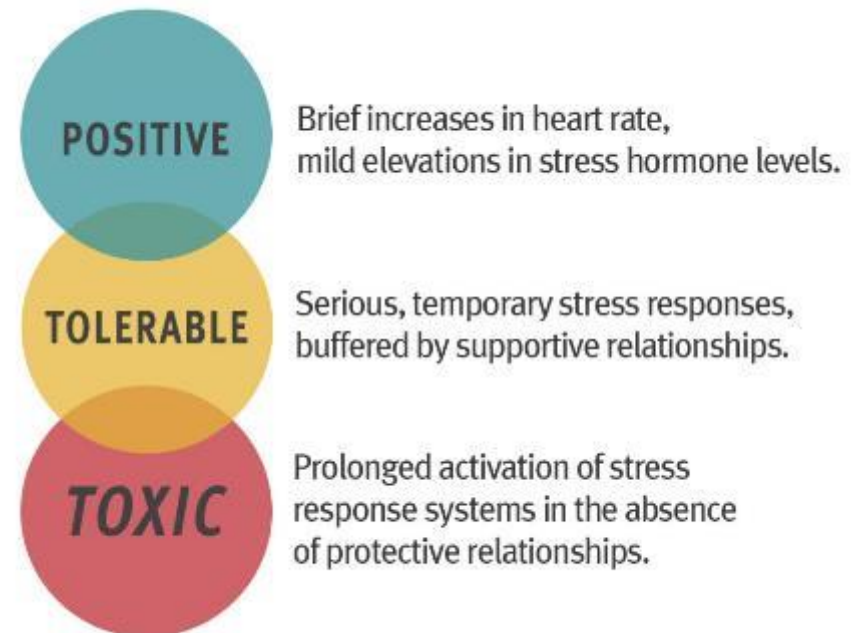 POSITIVE
Brief increases in heart rate,
mild elevations in stress hormone levels.
TOLERABLE
Serious, temporary stress responses,
buffered by supportive relationships.
TOXIC
Prolonged activation of stress
response systems in the absence
of protective relationships.